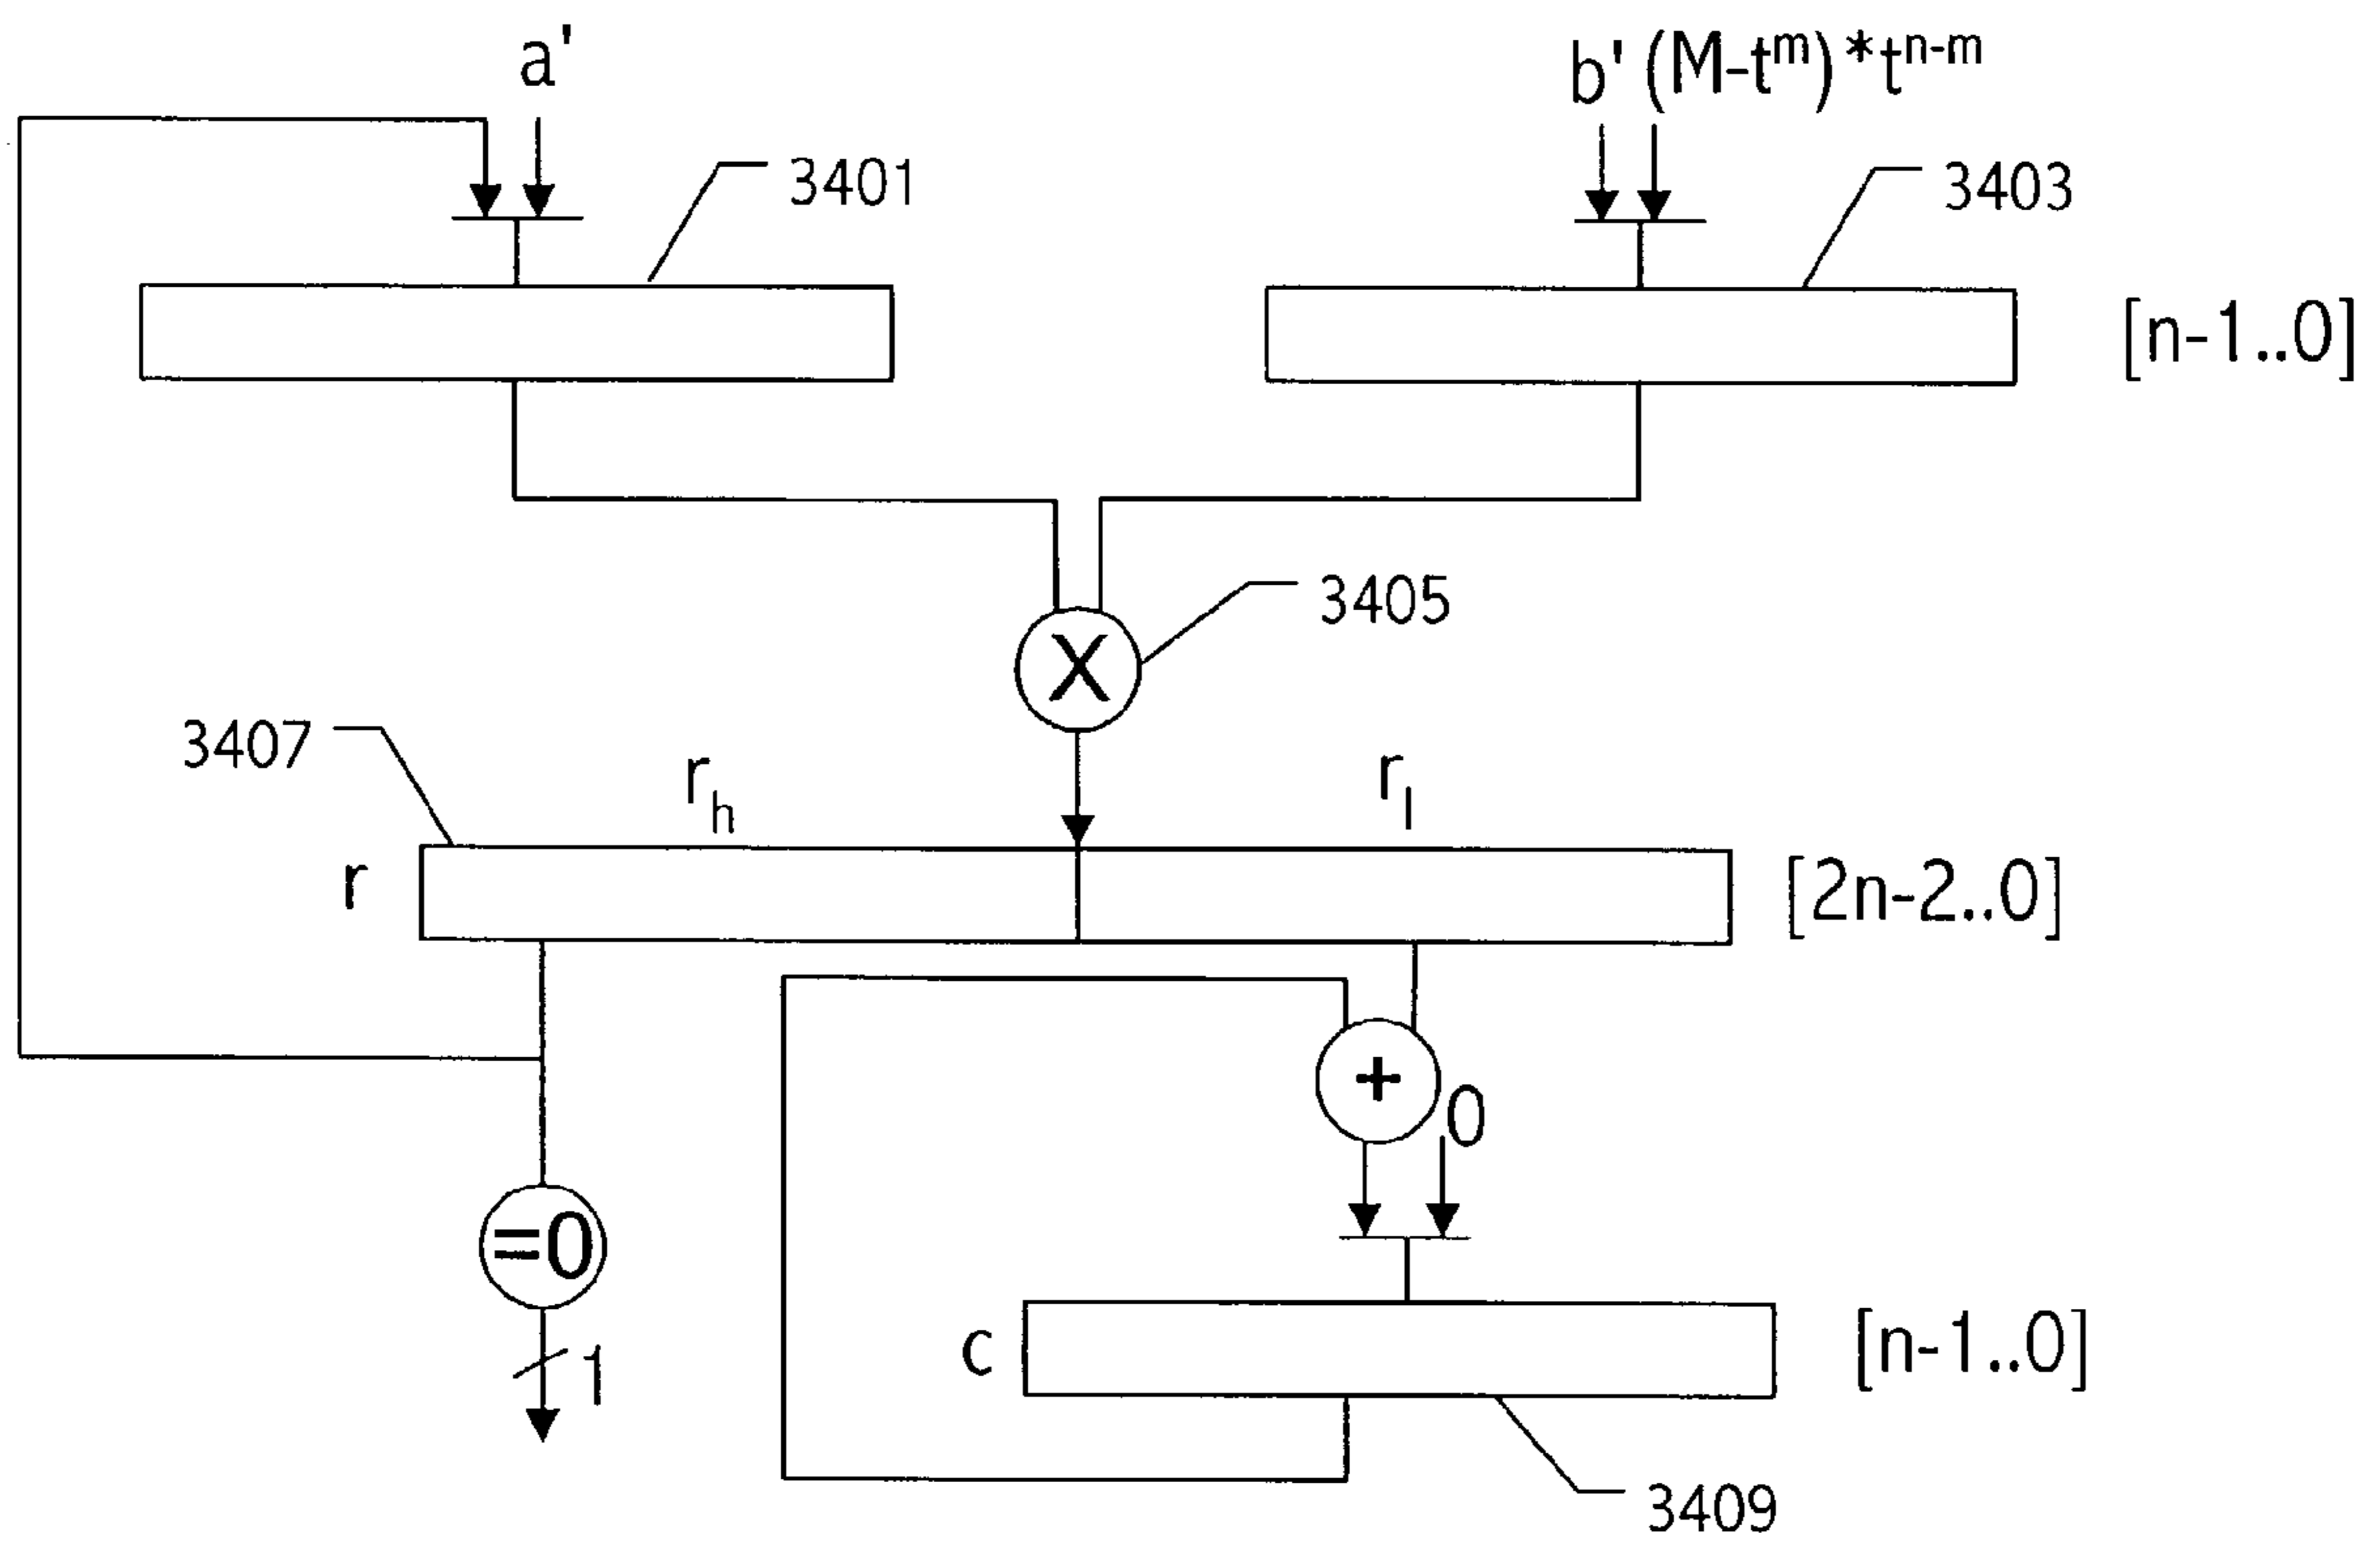 a'
b' (M-t^m)*t^n-m
3401
3403
[n-1..0]
X
3405
3407
r_h
r_l
r
[2n-2..0]
+
0
=0
1
c
[n-1..0]
3409